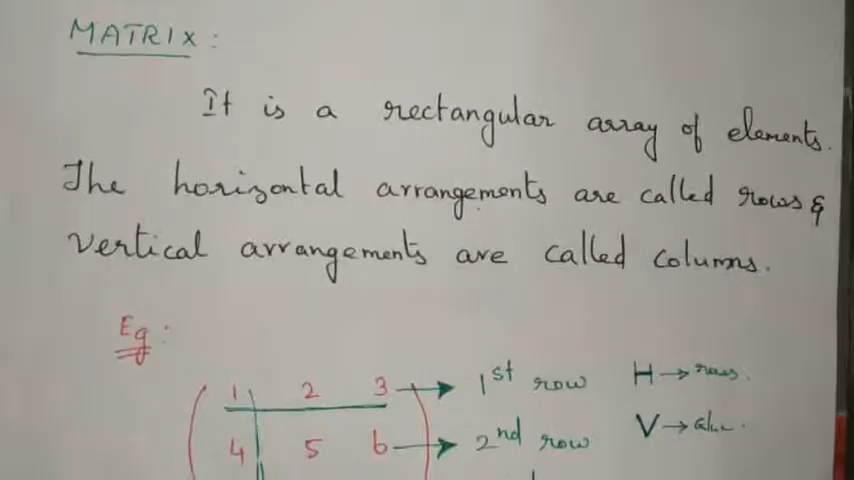 MATRIX:
It is a rectangular array of elements.
The horizontal arrangements are called rows &
vertical arrangements are called columns.
Eg:
1 2 3 → 1st row H → rows.
4 5 6 → 2nd row V →